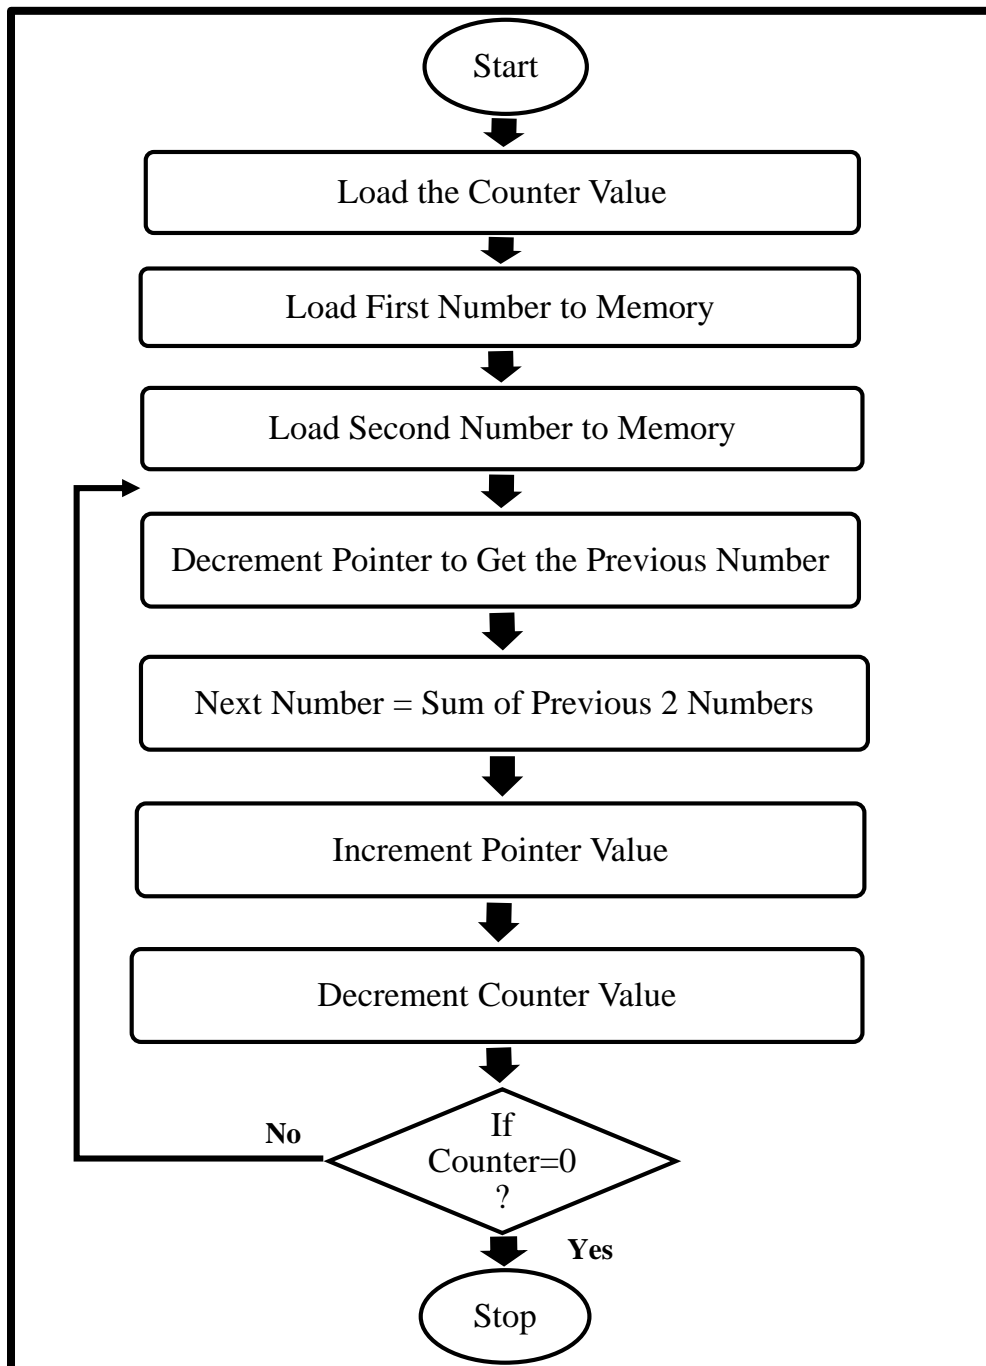 Start
Load the Counter Value
Load First Number to Memory
Load Second Number to Memory
Decrement Pointer to Get the Previous Number
Next Number = Sum of Previous 2 Numbers
Increment Pointer Value
Decrement Counter Value
If
Counter=0
?
No
Yes
Stop